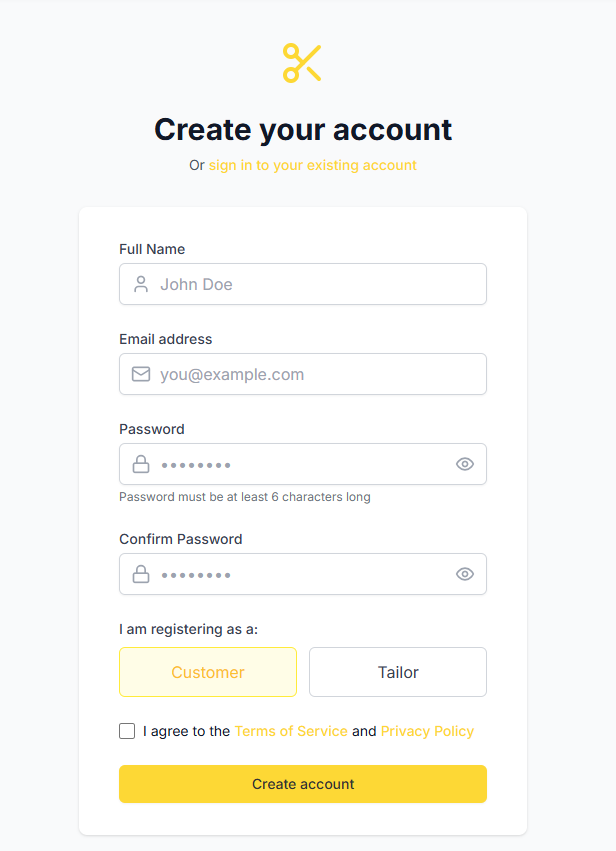 Create your account
Or sign in to your existing account
Full Name
John Doe
Email address
you@example.com
Password
••••••••
Password must be at least 6 characters long
Confirm Password
••••••••
I am registering as a:
Customer
Tailor
I agree to the Terms of Service and Privacy Policy
Create account